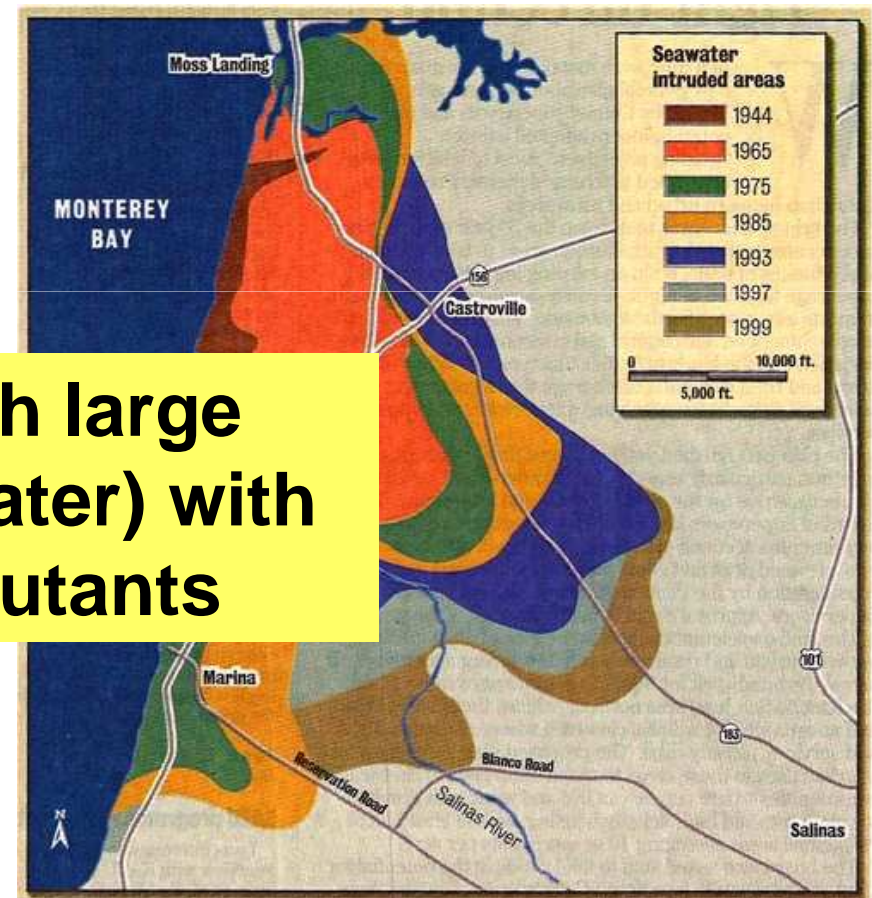 Moss Landing
Seawater
intruded areas
1944
1965
1975
1985
1993
1997
1999
0
10,000 ft.
5,000 ft.
MONTEREY
BAY
156
Castroville
h large
ater) with
utants
Marina
101
183
Reservation Road
Blanco Road
Salinas River
Salinas
N